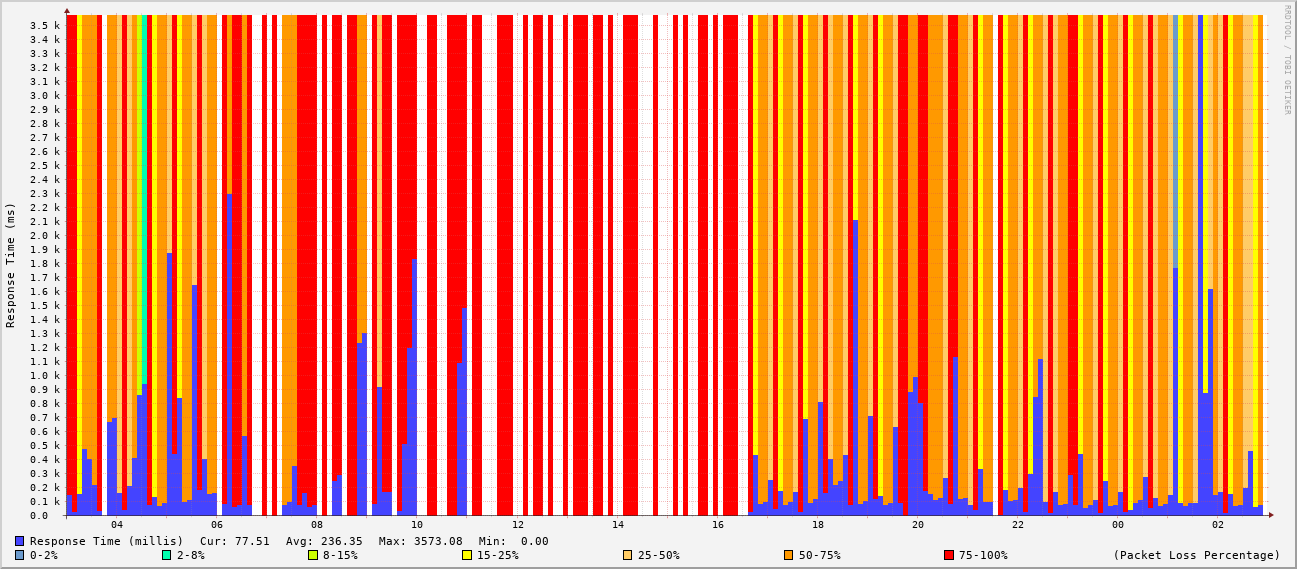 RRDTOOL / TOBI OETIKER
Response Time (ms)
3.5 k
3.4 k
3.3 k
3.2 k
3.1 k
3.0 k
2.9 k
2.8 k
2.7 k
2.6 k
2.5 k
2.4 k
2.3 k
2.2 k
2.1 k
2.0 k
1.9 k
1.8 k
1.7 k
1.6 k
1.5 k
1.4 k
1.3 k
1.2 k
1.1 k
1.0 k
0.9 k
0.8 k
0.7 k
0.6 k
0.5 k
0.4 k
0.3 k
0.2 k
0.1 k
0.0
04 06 08 10 12 14 16 18 20 22 00 02
Response Time (millis) Cur: 77.51 Avg: 236.35 Max: 3573.08 Min: 0.00
0-2% 2-8% 8-15% 15-25% 25-50% 50-75% 75-100% (Packet Loss Percentage)